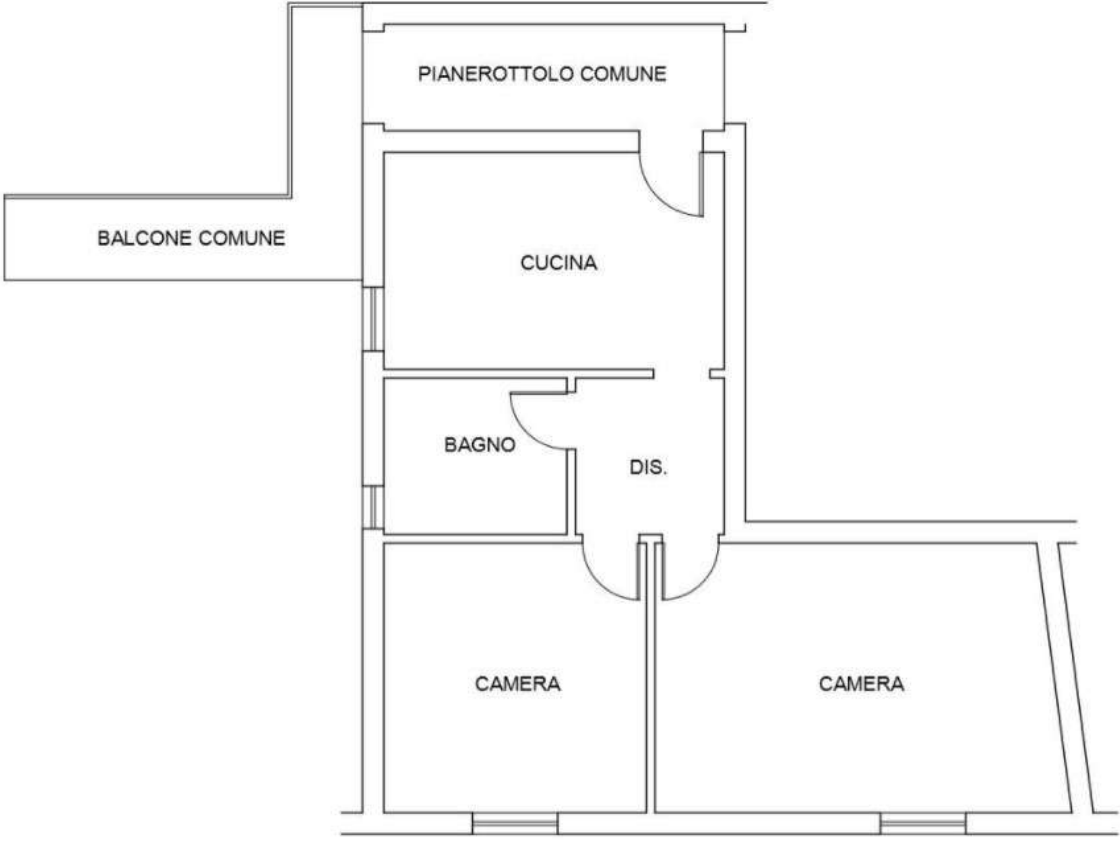 PIANEROTTOLO COMUNE
BALCONE COMUNE
CUCINA
BAGNO
DIS.
CAMERA
CAMERA